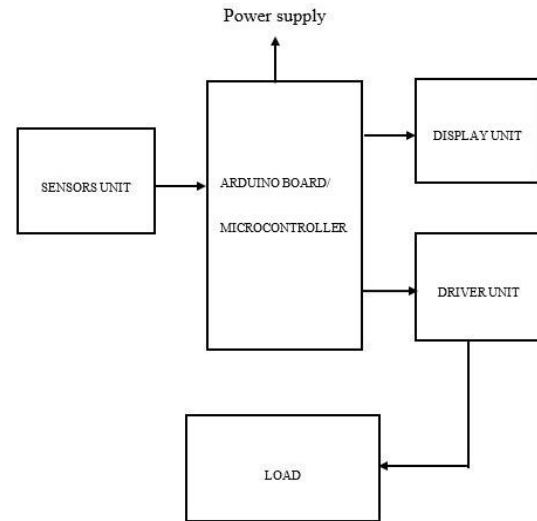 Power supply
SENSORS UNIT
ARDUINO BOARD/
MICROCONTROLLER
DISPLAY UNIT
DRIVER UNIT
LOAD